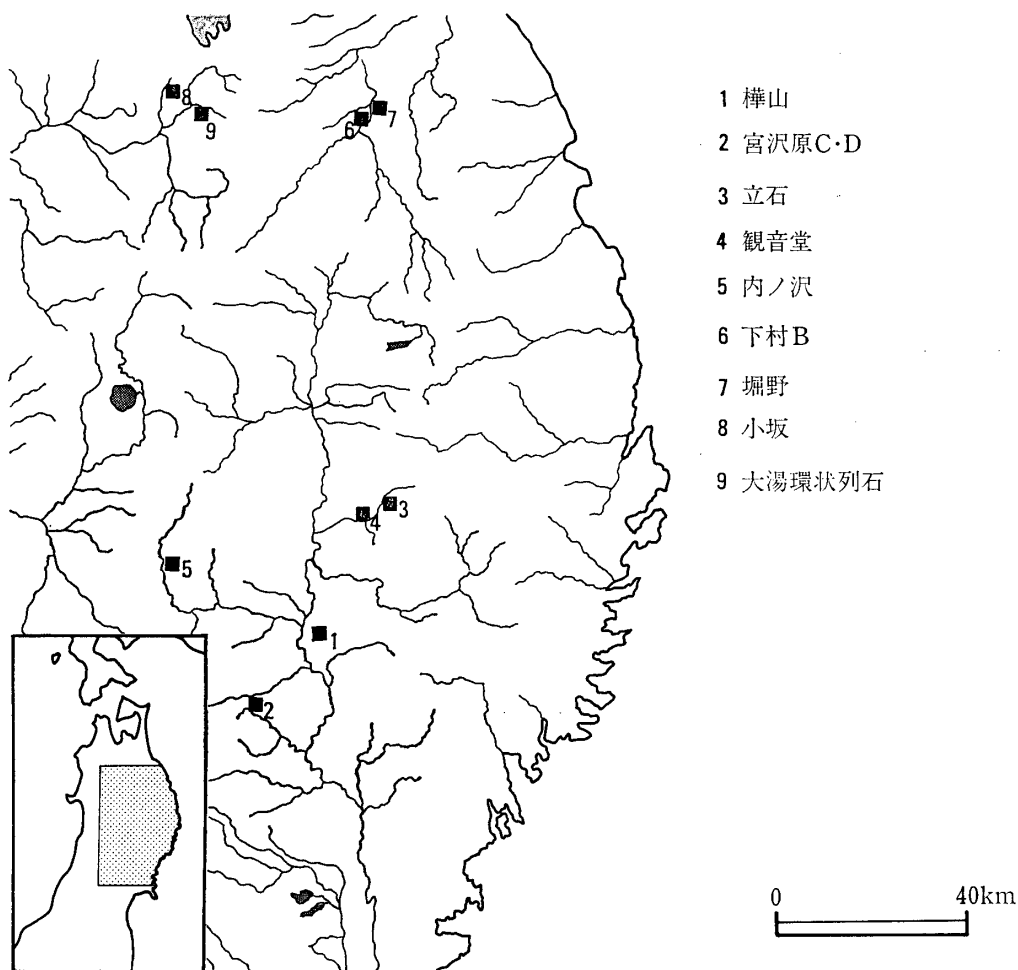 8
9
7
6
3
4
5
1
2
1 樺山
2 宮沢原C・D
3 立石
4 観音堂
5 内ノ沢
6 下村B
7 堀野
8 小坂
9 大湯環状列石
0 40km